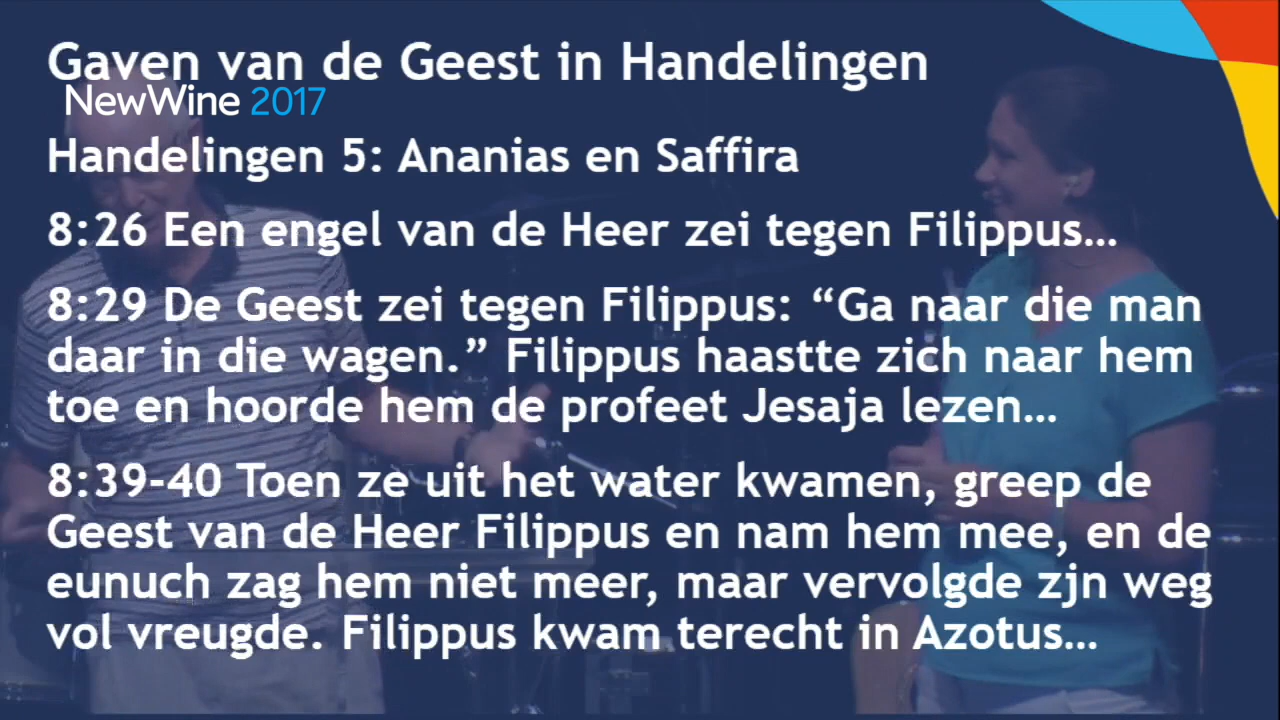 Gaven van de Geest in Handelingen
NewWine 2017
Handelingen 5: Ananias en Saffira
8:26 Een engel van de Heer zei tegen Filippus...
8:29 De Geest zei tegen Filippus: “Ga naar die man
daar in die wagen.” Filippus haastte zich naar hem
toe en hoorde hem de profeet Jesaja lezen...
8:39-40 Toen ze uit het water kwamen, greep de
Geest van de Heer Filippus en nam hem mee, en de
eunuch zag hem niet meer, maar vervolgde zjn weg
vol vreugde. Filippus kwam terecht in Azotus...